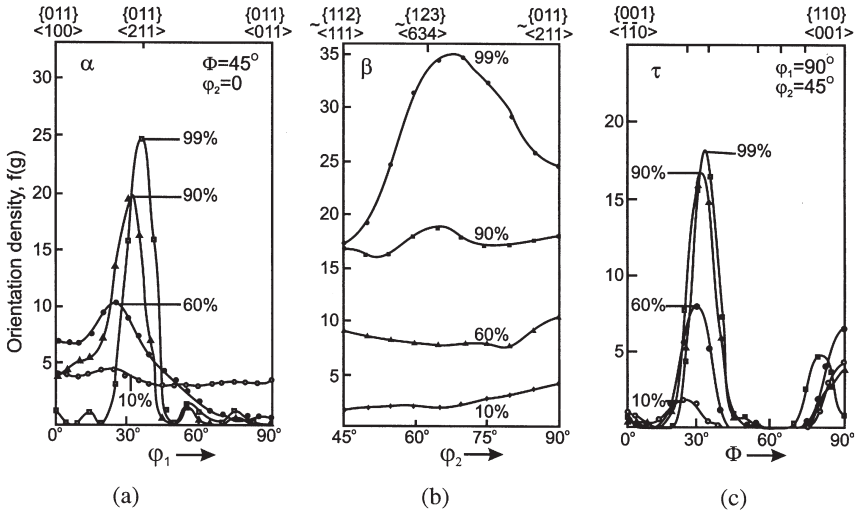 {011} {011} {011}
<100> <211> <011>
α
Φ=45°
φ₂=0
30
25
20
15
10
5
99%
90%
60%
10%
0° 30° 60° 90°
φ₁
Orientation density, f(g)
(a)
~{112} ~{123} ~{011}
<111> <634> <211>
β
35
30
25
20
15
10
5
99%
90%
60%
10%
45° 60° 75° 90°
φ₂
(b)
{001} {110}
<1̄1̄0> <001>
τ
φ₁=90°
φ₂=45°
20
15
10
5
99%
90%
60%
10%
0° 30° 60° 90°
Φ
(c)